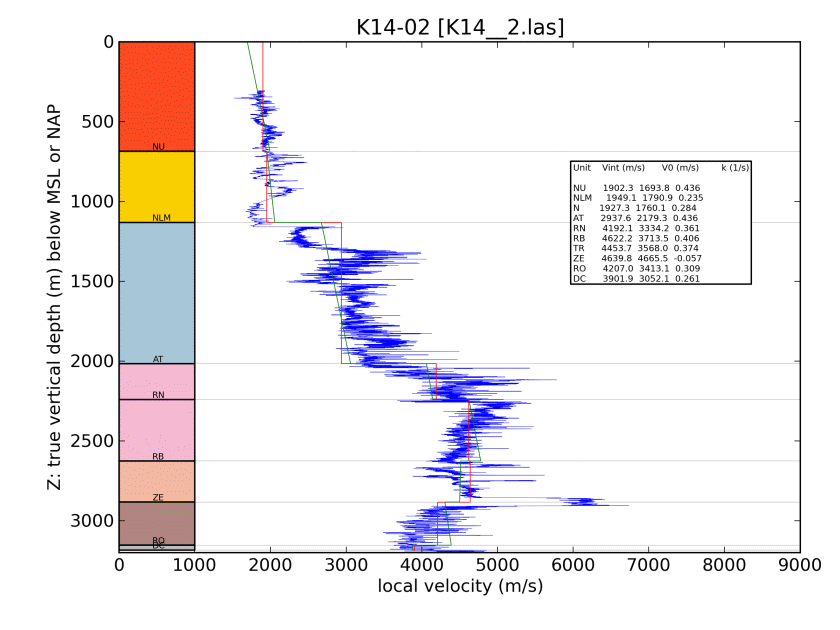 K14-02 [K14__2.las]
Z: true vertical depth (m) below MSL or NAP
0
500
1000
1500
2000
2500
3000
NU
NLM
AT
RN
RB
ZE
RO
DC
Unit Vint (m/s) V0 (m/s) k (1/s)
NU 1902.3 1693.8 0.436
NLM 1949.1 1790.9 0.235
N 1927.3 1760.1 0.284
AT 2937.6 2179.3 0.436
RN 4192.1 3334.2 0.361
RB 4622.2 3713.5 0.406
TR 4453.7 3568.0 0.374
ZE 4639.8 4665.5 -0.057
RO 4207.0 3413.1 0.309
DC 3901.9 3052.1 0.261
0 1000 2000 3000 4000 5000 6000 7000 8000 9000
local velocity (m/s)